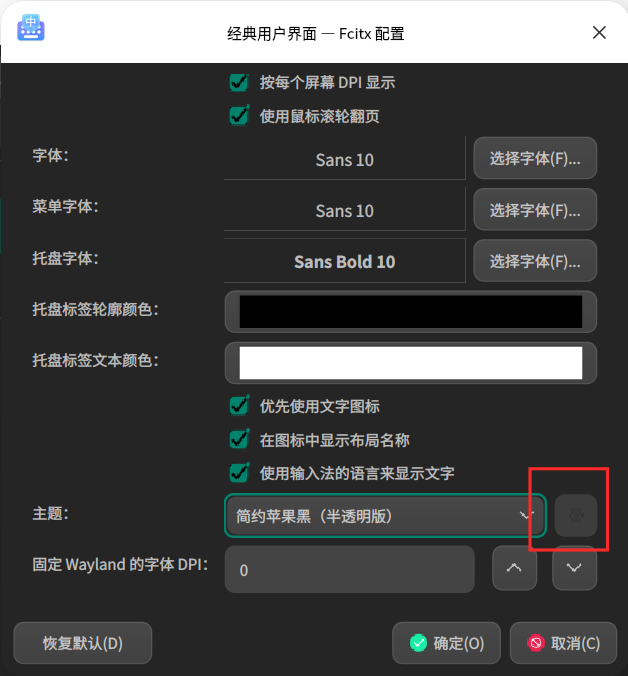 中
经典用户界面 — Fcitx 配置
按每个屏幕 DPI 显示
使用鼠标滚轮翻页
字体: Sans 10 选择字体(F)...
菜单字体: Sans 10 选择字体(F)...
托盘字体: Sans Bold 10 选择字体(F)...
托盘标签轮廓颜色:
托盘标签文本颜色:
优先使用文字图标
在图标中显示布局名称
使用输入法的语言来显示文字
主题: 简约苹果黑（半透明版）
固定 Wayland 的字体 DPI: 0
恢复默认(D) 确定(O) 取消(C)